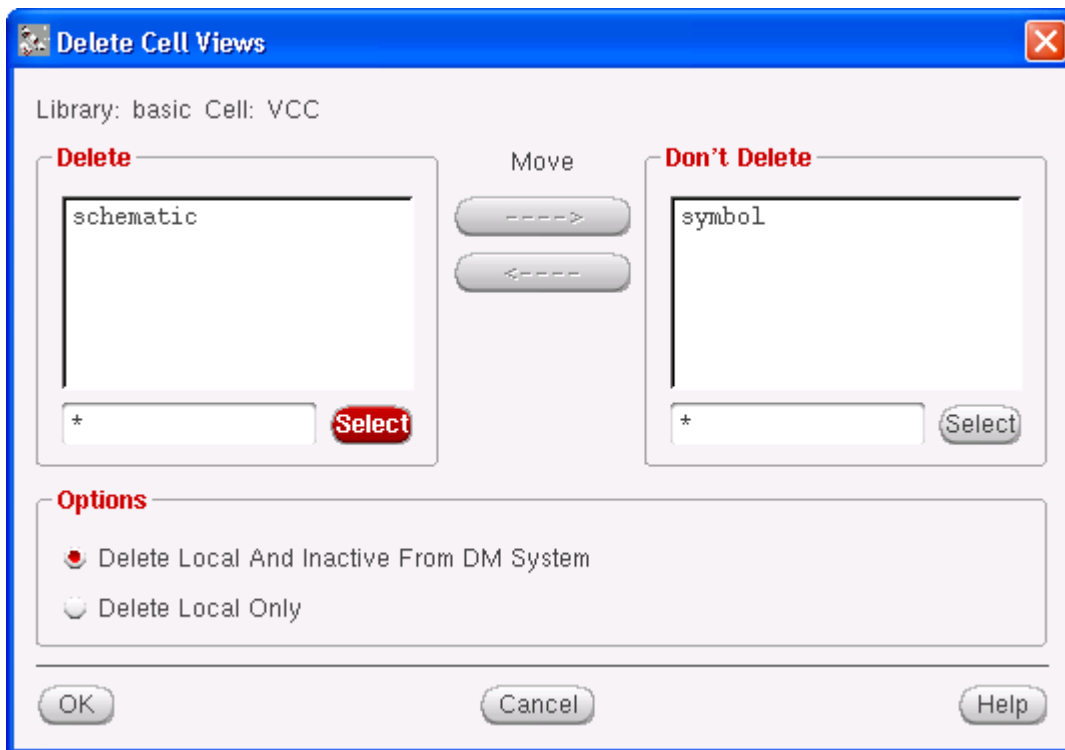 Delete Cell Views
Library: basic Cell: VCC
Delete
schematic
*
Select
Move
---->
<----
Don't Delete
symbol
*
Select
Options
Delete Local And Inactive From DM System
Delete Local Only
OK
Cancel
Help